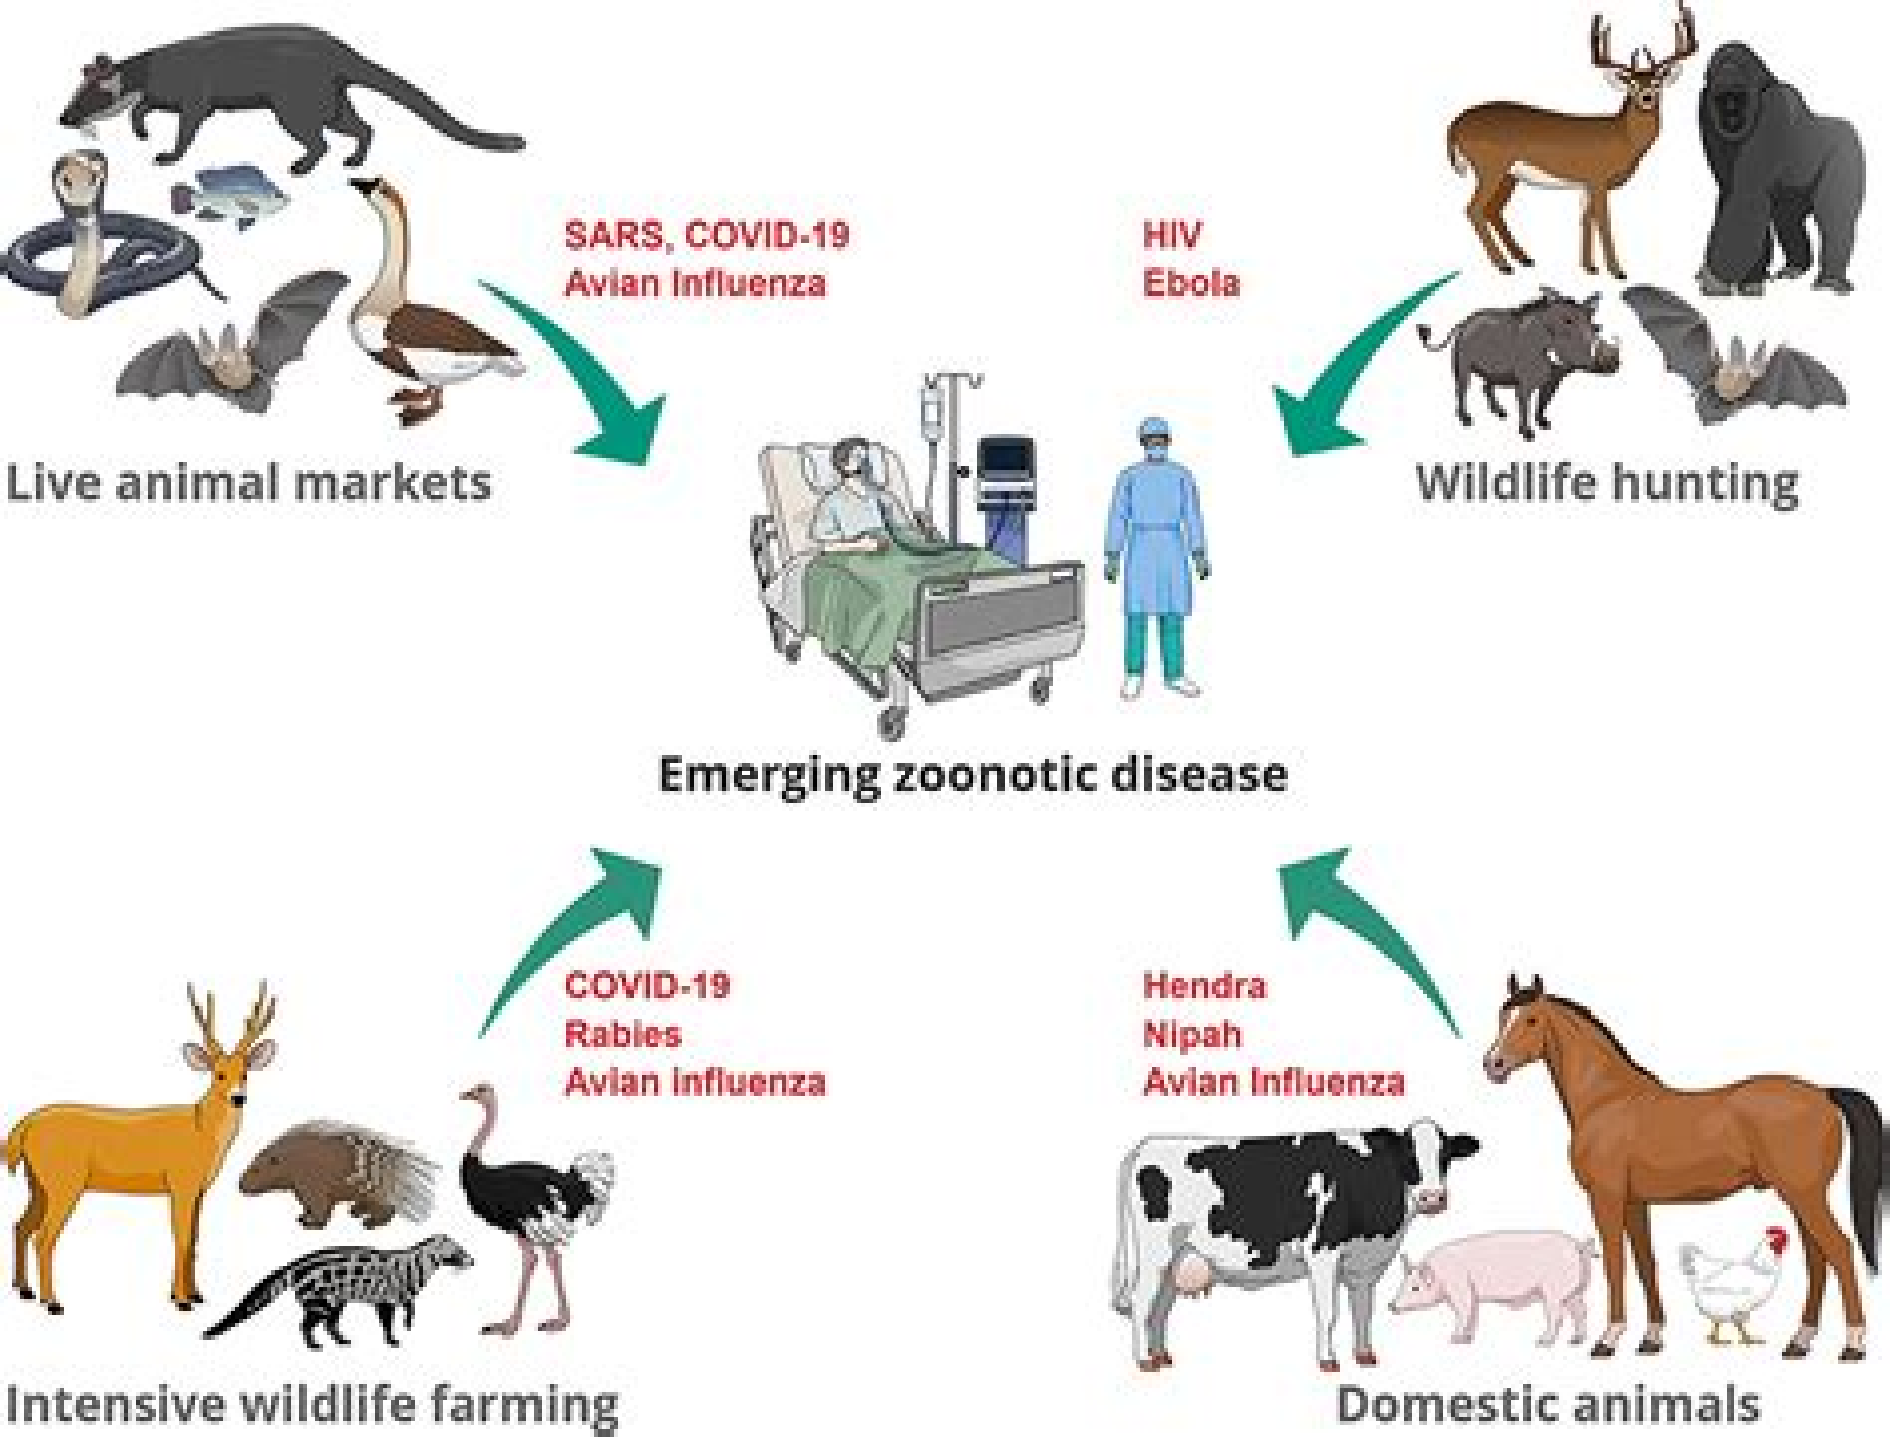 SARS, COVID-19
Avian Influenza
Live animal markets
HIV
Ebola
Wildlife hunting
Emerging zoonotic disease
COVID-19
Rabies
Avian influenza
Intensive wildlife farming
Hendra
Nipah
Avian Influenza
Domestic animals